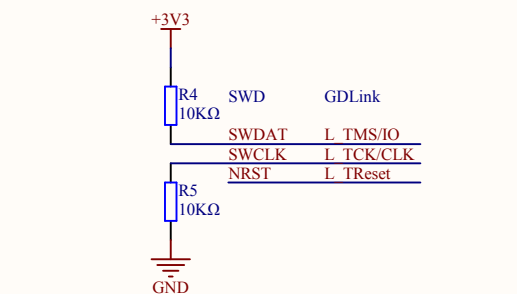 +3V3
R4
10KΩ
SWD GDLink
SWDAT L_TMS/IO
SWCLK L_TCK/CLK
NRST L_TReset
R5
10KΩ
GND